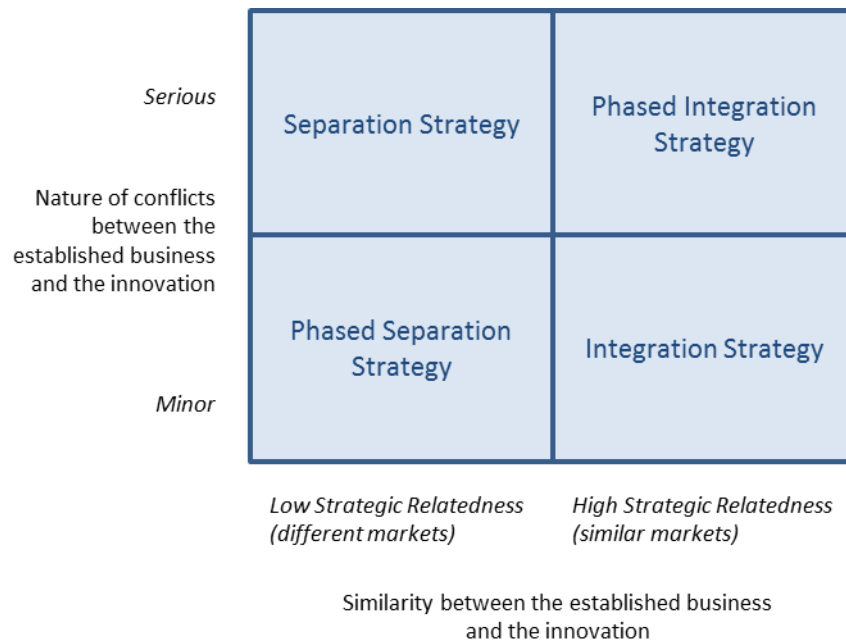 Serious
Separation Strategy
Phased Integration
Strategy
Nature of conflicts
between the
established business
and the innovation
Phased Separation
Strategy
Integration Strategy
Minor
Low Strategic Relatedness
(different markets)
High Strategic Relatedness
(similar markets)
Similarity between the established business
and the innovation